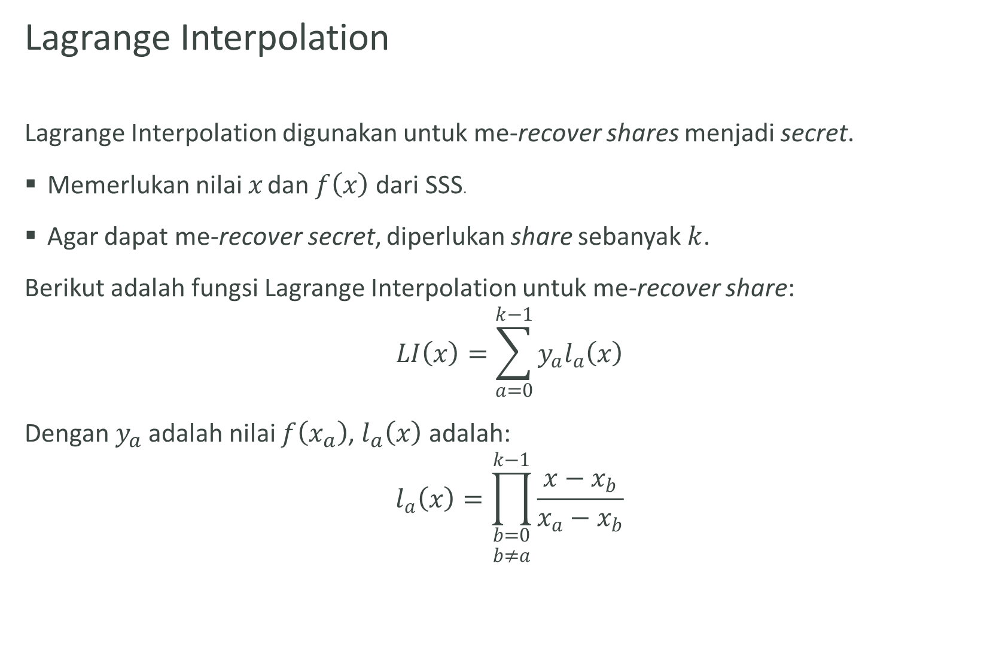 Lagrange Interpolation
Lagrange Interpolation digunakan untuk me-recover shares menjadi secret.
▪ Memerlukan nilai x dan f(x) dari SSS.
▪ Agar dapat me-recover secret, diperlukan share sebanyak k.
Berikut adalah fungsi Lagrange Interpolation untuk me-recover share:
LI(x) = \sum_{a=0}^{k-1} y_a l_a(x)
Dengan y_a adalah nilai f(x_a), l_a(x) adalah:
l_a(x) = \prod_{b=0, b≠a}^{k-1} \frac{x - x_b}{x_a - x_b}